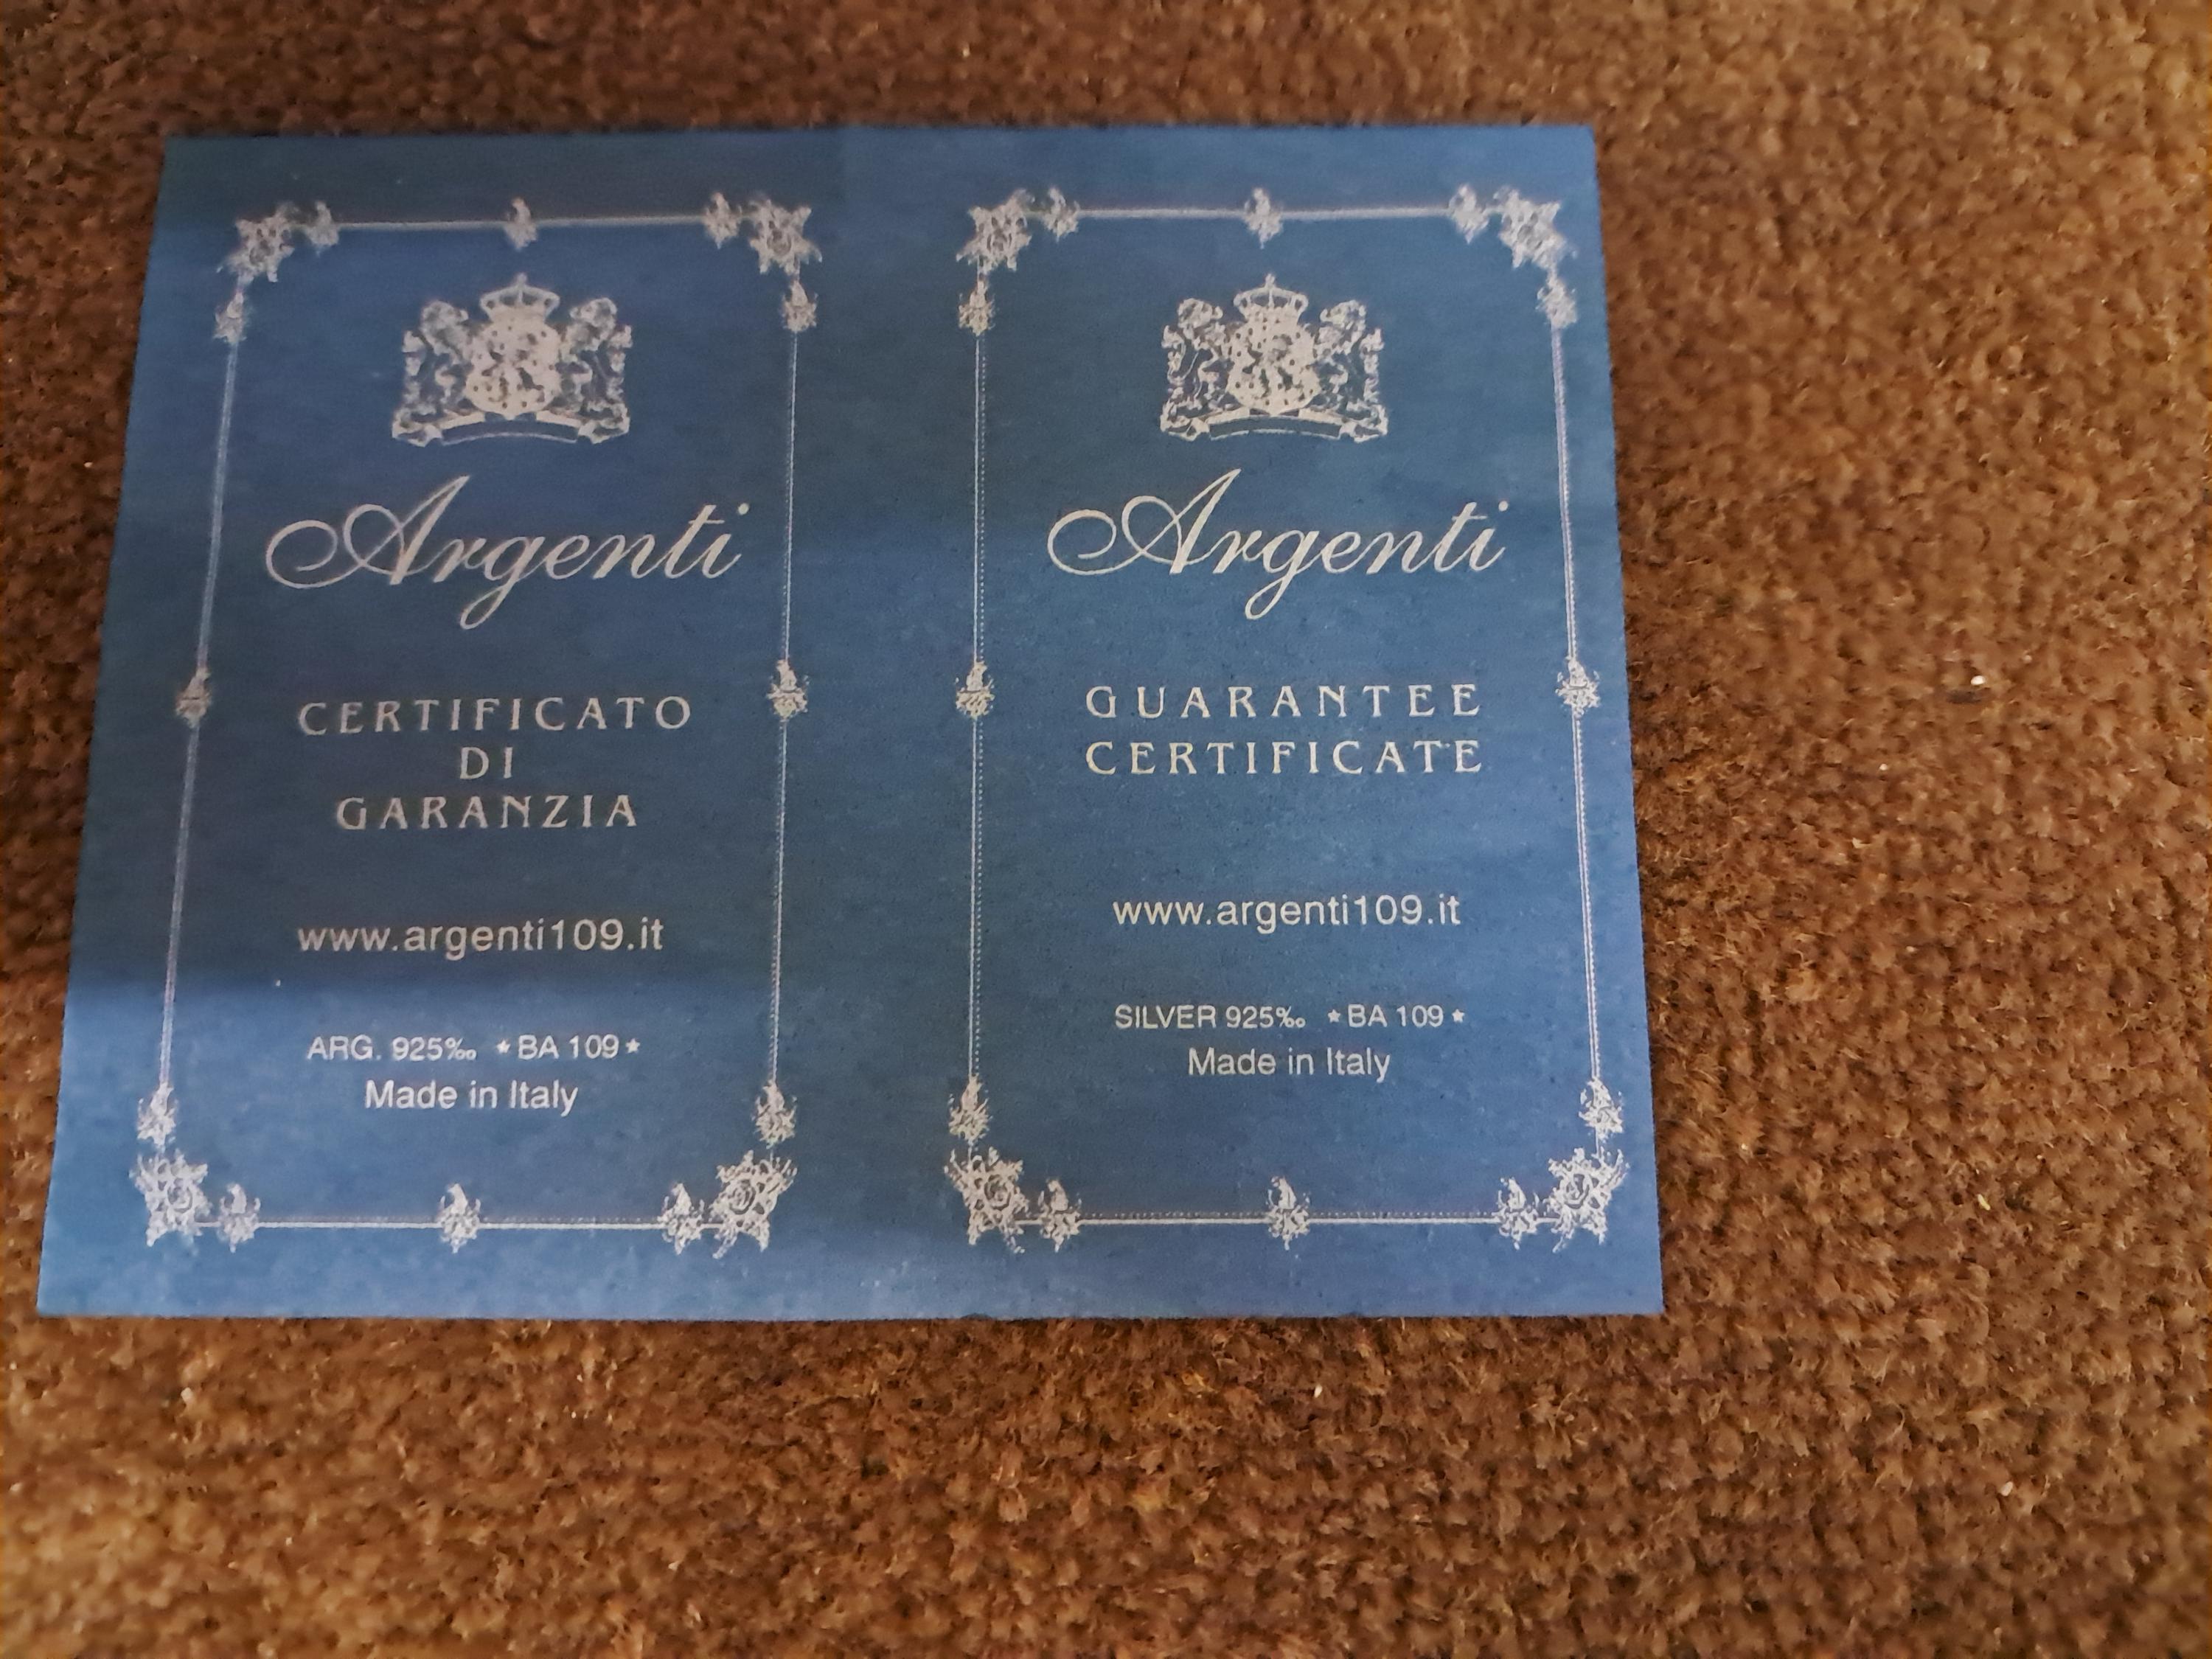 Argenti
CERTIFICATO
DI
GARANZIA
www.argenti109.it
ARG. 925‰ ★BA 109★
Made in Italy
Argenti
GUARANTEE
CERTIFICATE
www.argenti109.it
SILVER 925‰ ★BA 109★
Made in Italy